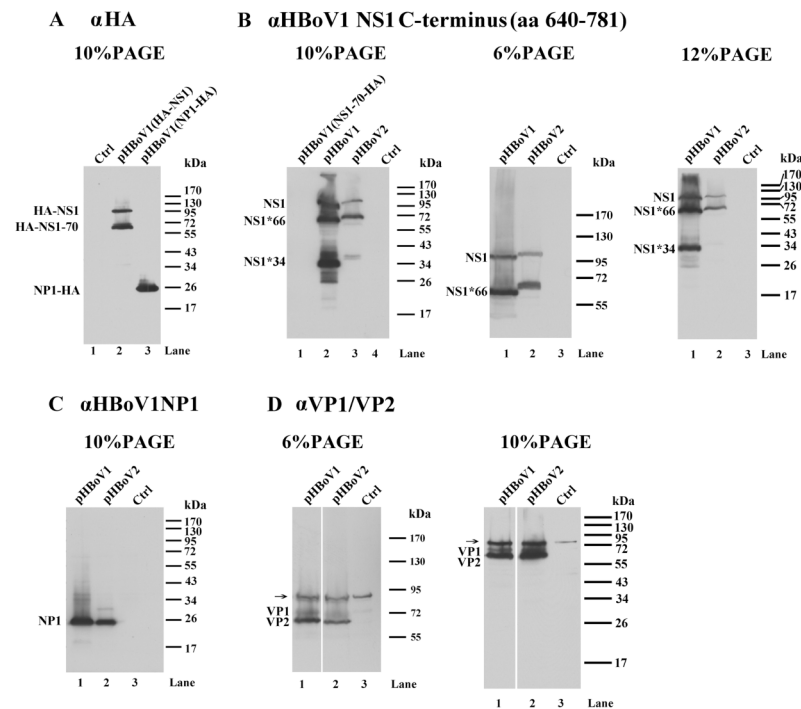 A αHA
B αHBoV1 NS1 C-terminus (aa 640-781)
10%PAGE
10%PAGE
6%PAGE
12%PAGE
Ctrl
pHBoV1(HA-NS1)
pHBoV1(NP1-HA)
kDa
170
130
95
72
55
43
34
26
17
HA-NS1
HA-NS1-70
NP1-HA
1 2 3 Lane
pHBoV1(NS1-70-HA)
pHBoV1
pHBoV2
Ctrl
kDa
170
130
95
72
55
43
34
26
17
NS1
NS1*66
NS1*34
1 2 3 4 Lane
pHBoV1
pHBoV2
Ctrl
kDa
170
130
95
72
55
NS1
NS1*66
1 2 3 Lane
pHBoV1
pHBoV2
Ctrl
kDa
170
130
95
72
55
43
34
26
17
NS1
NS1*66
NS1*34
1 2 3 Lane
C αHBoV1NP1
D αVP1/VP2
10%PAGE
6%PAGE
10%PAGE
pHBoV1
pHBoV2
Ctrl
kDa
170
130
95
72
55
43
34
26
17
NP1
1 2 3 Lane
pHBoV1
pHBoV2
Ctrl
kDa
170
130
95
72
55
→
VP1
VP2
1 2 3 Lane
pHBoV1
pHBoV2
Ctrl
kDa
170
130
95
72
55
43
34
26
17
→
VP1
VP2
1 2 3 Lane